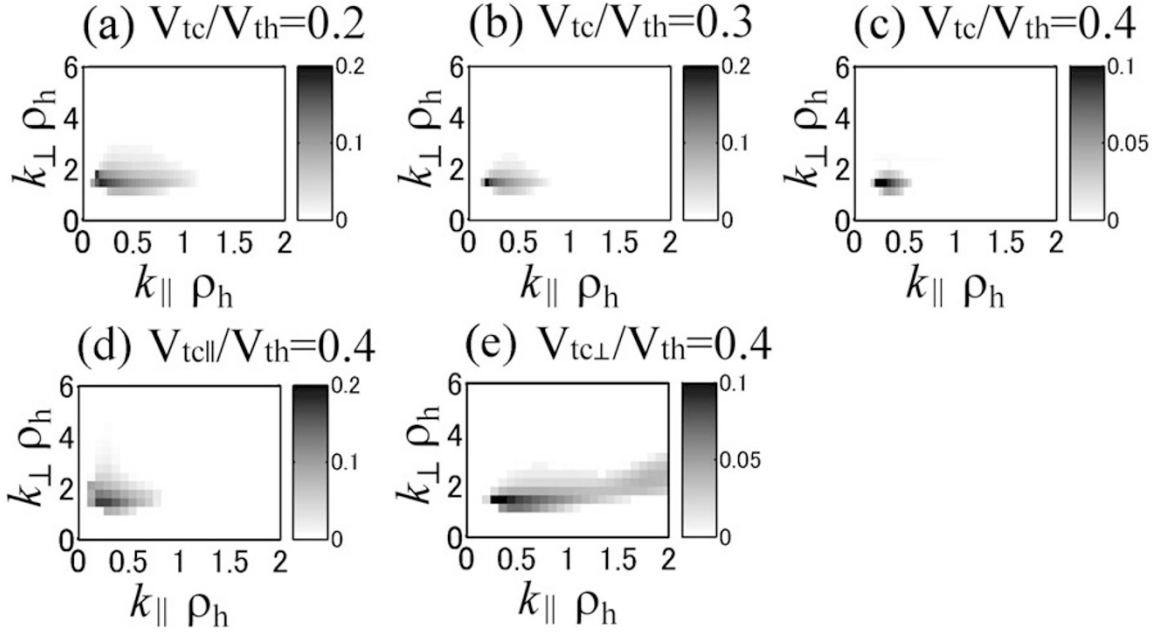 (a) Vtc/Vth=0.2
(b) Vtc/Vth=0.3
(c) Vtc/Vth=0.4
6
4
2
0
k⊥ ρh
0 0.5 1 1.5 2
k∥ ρh
0.2
0.1
0
6
4
2
0
k⊥ ρh
0 0.5 1 1.5 2
k∥ ρh
0.2
0.1
0
6
4
2
0
k⊥ ρh
0 0.5 1 1.5 2
k∥ ρh
0.1
0.05
0
(d) Vtc∥/Vth=0.4
(e) Vtc⊥/Vth=0.4
6
4
2
0
k⊥ ρh
0 0.5 1 1.5 2
k∥ ρh
0.2
0.1
0
6
4
2
0
k⊥ ρh
0 0.5 1 1.5 2
k∥ ρh
0.1
0.05
0